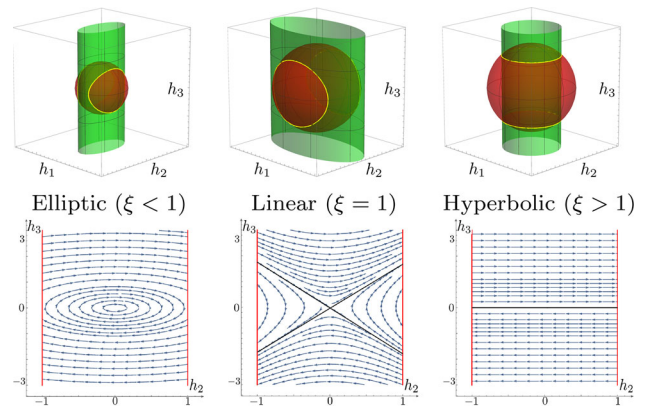 h₃ h₃ h₃
h₁ h₂ h₁ h₂ h₁ h₂
Elliptic (ξ < 1) Linear (ξ = 1) Hyperbolic (ξ > 1)
h₃ h₃ h₃
3 3 3
0 0 0
−3 −3 −3
h₂ h₂ h₂
−1 0 1 −1 0 1 −1 0 1